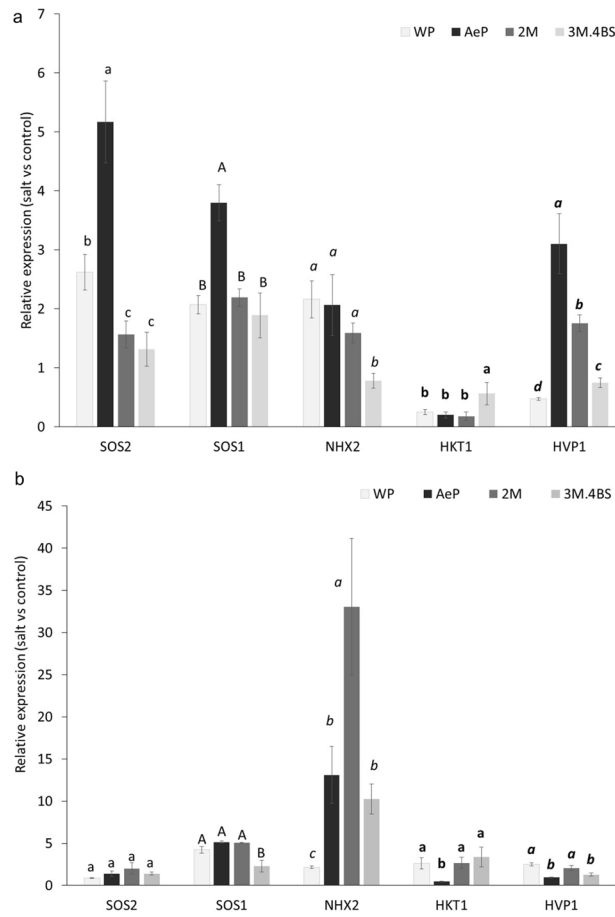 a
WP AeP 2M 3M.4BS
7
6
5
4
3
2
1
0
Relative expression (salt vs control)
b a c c
B A B B
a a a b
b b b a
d a b c
SOS2 SOS1 NHX2 HKT1 HVP1
b
WP AeP 2M 3M.4BS
45
40
35
30
25
20
15
10
5
0
Relative expression (salt vs control)
a a a a
A A A B
c b a b
a b a a
a b a b
SOS2 SOS1 NHX2 HKT1 HVP1